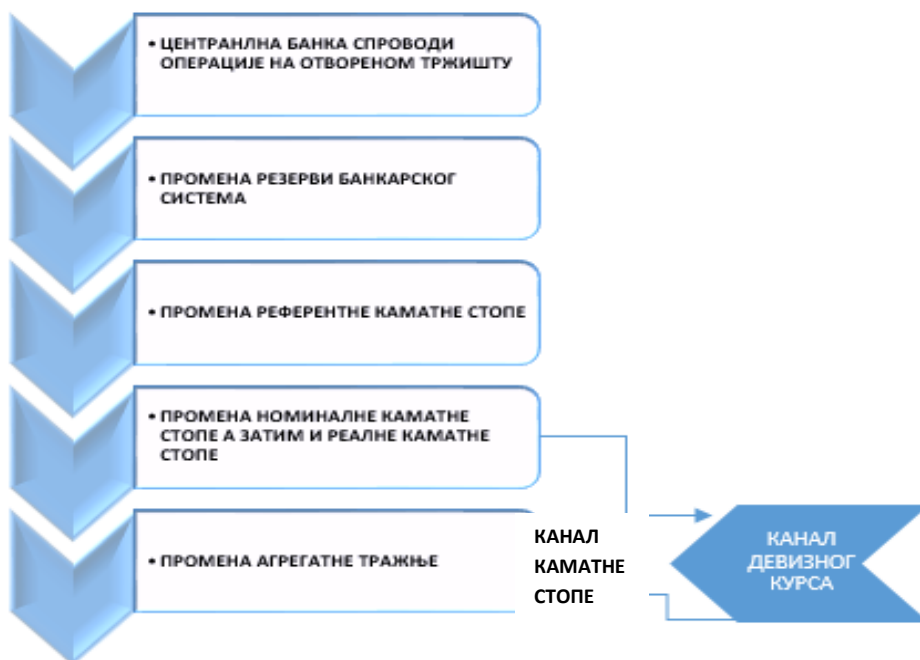 • ЦЕНТРАНЛНА БАНКА СПРОВОДИ
ОПЕРАЦИЈЕ НА ОТВОРЕНОМ ТРЖИШТУ
• ПРОМЕНА РЕЗЕРВИ БАНКАРСКОГ
СИСТЕМА
• ПРОМЕНА РЕФЕРЕНТНЕ КАМАТНЕ СТОПЕ
• ПРОМЕНА НОМИНАЛНЕ КАМАТНЕ
СТОПЕ А ЗАТИМ И РЕАЛНЕ КАМАТНЕ
СТОПЕ
• ПРОМЕНА АГРЕГАТНЕ ТРАЖЊЕ
КАНАЛ
КАМАТНЕ
СТОПЕ
КАНАЛ
ДЕВИЗНОГ
КУРСА